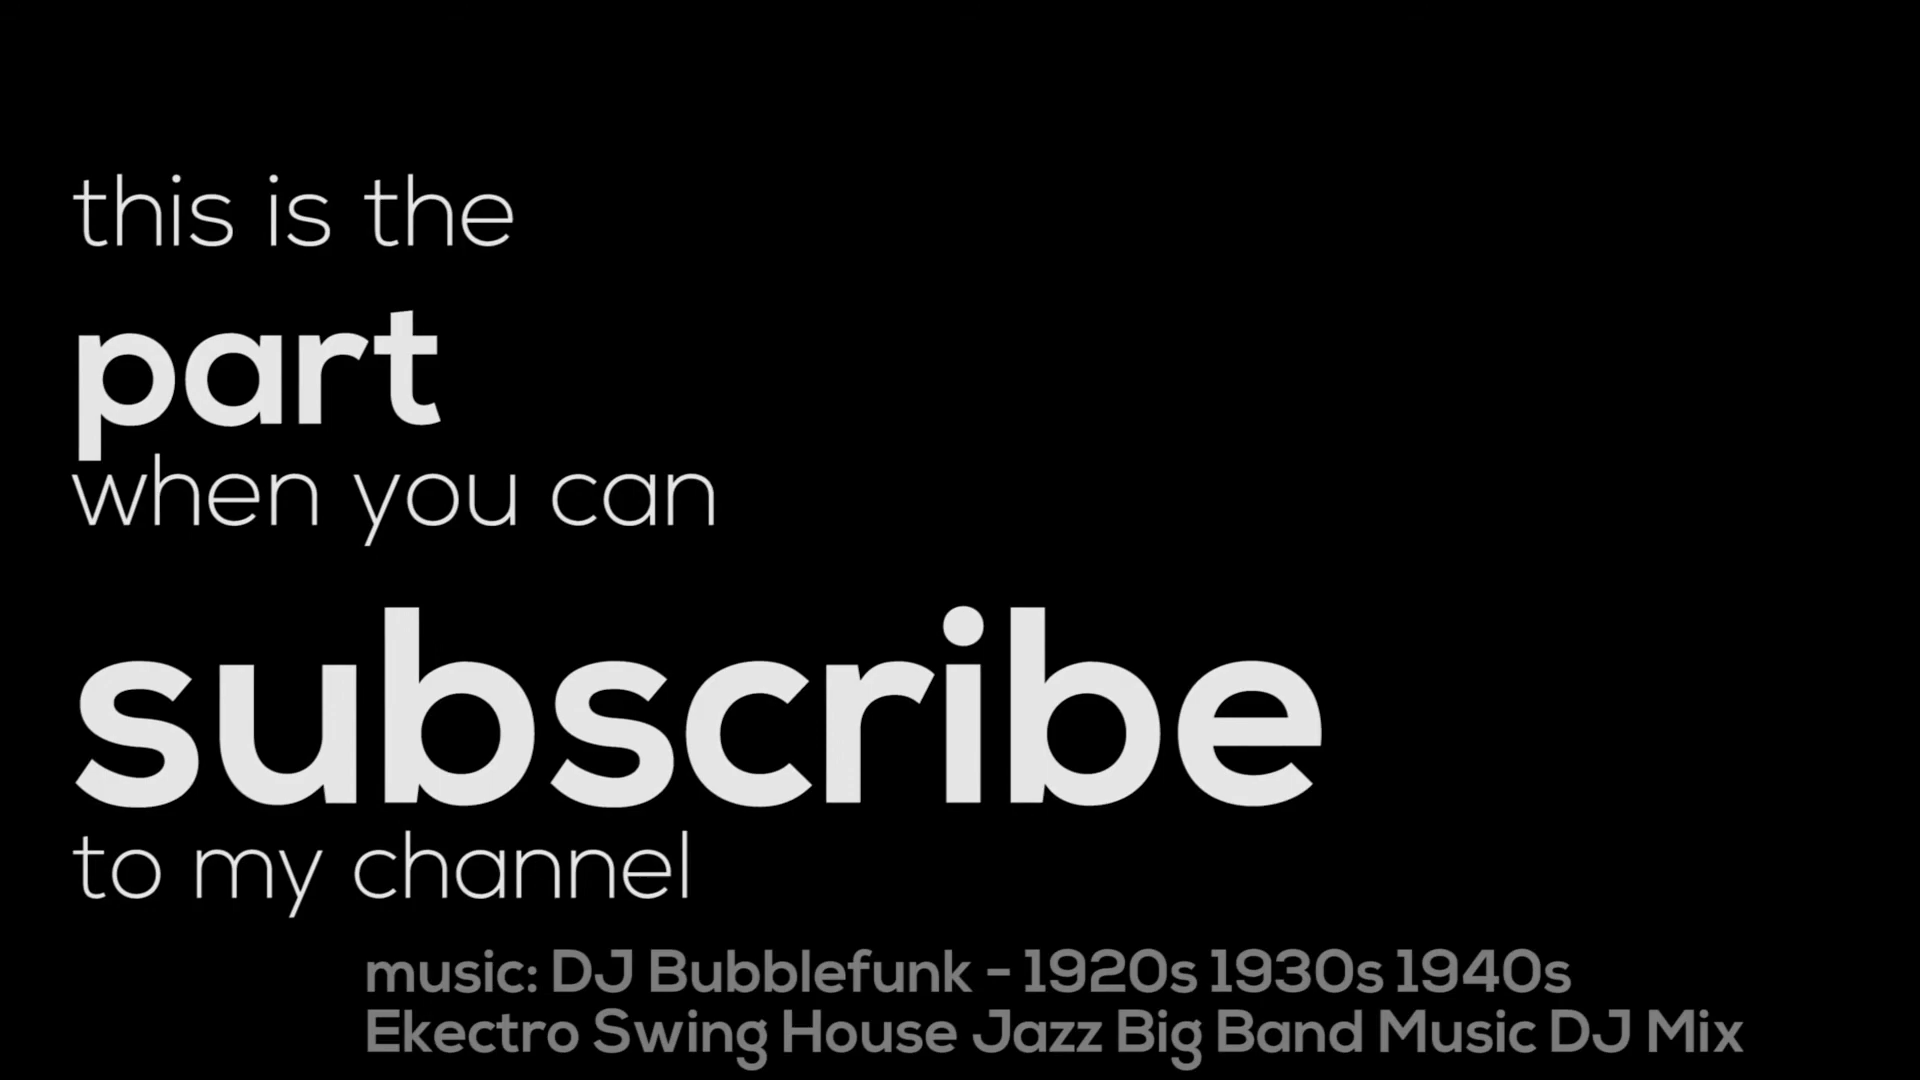 this is the
part
when you can
subscribe
to my channel
music: DJ Bubblefunk - 1920s 1930s 1940s
Ekectro Swing House Jazz Big Band Music DJ Mix